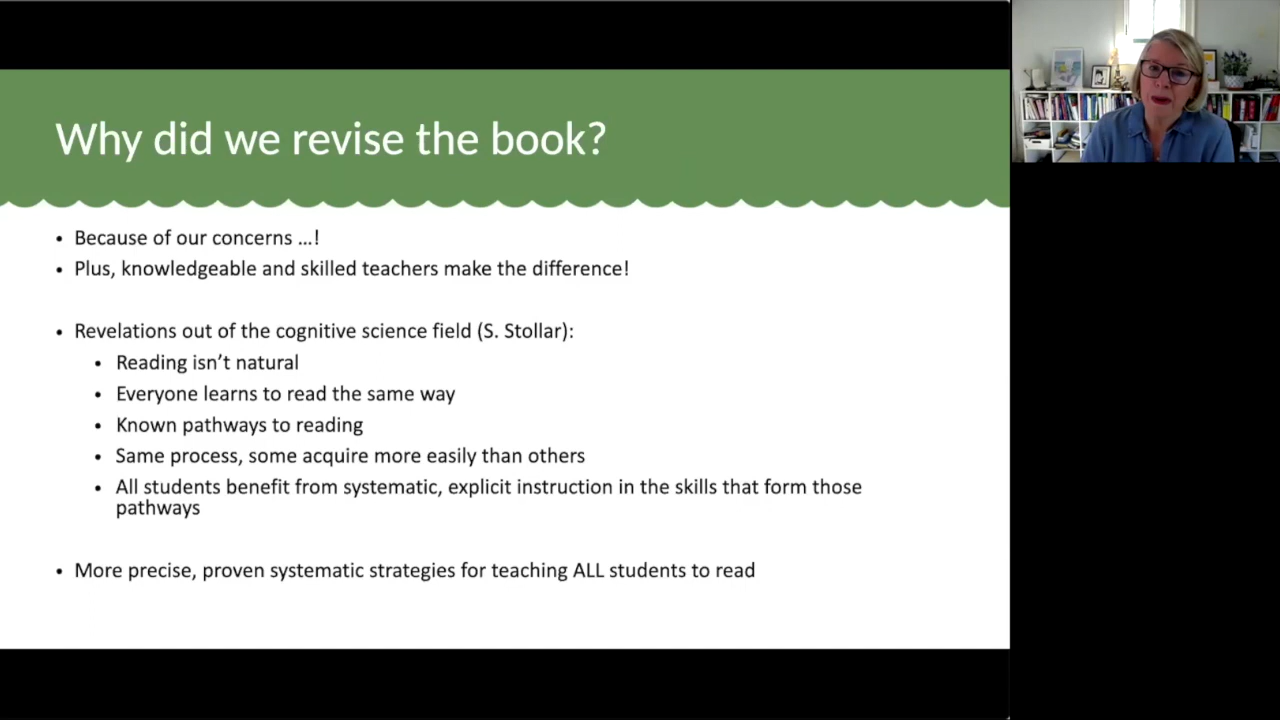 Why did we revise the book?
• Because of our concerns ...!
• Plus, knowledgeable and skilled teachers make the difference!
• Revelations out of the cognitive science field (S. Stollar):
• Reading isn’t natural
• Everyone learns to read the same way
• Known pathways to reading
• Same process, some acquire more easily than others
• All students benefit from systematic, explicit instruction in the skills that form those
pathways
• More precise, proven systematic strategies for teaching ALL students to read